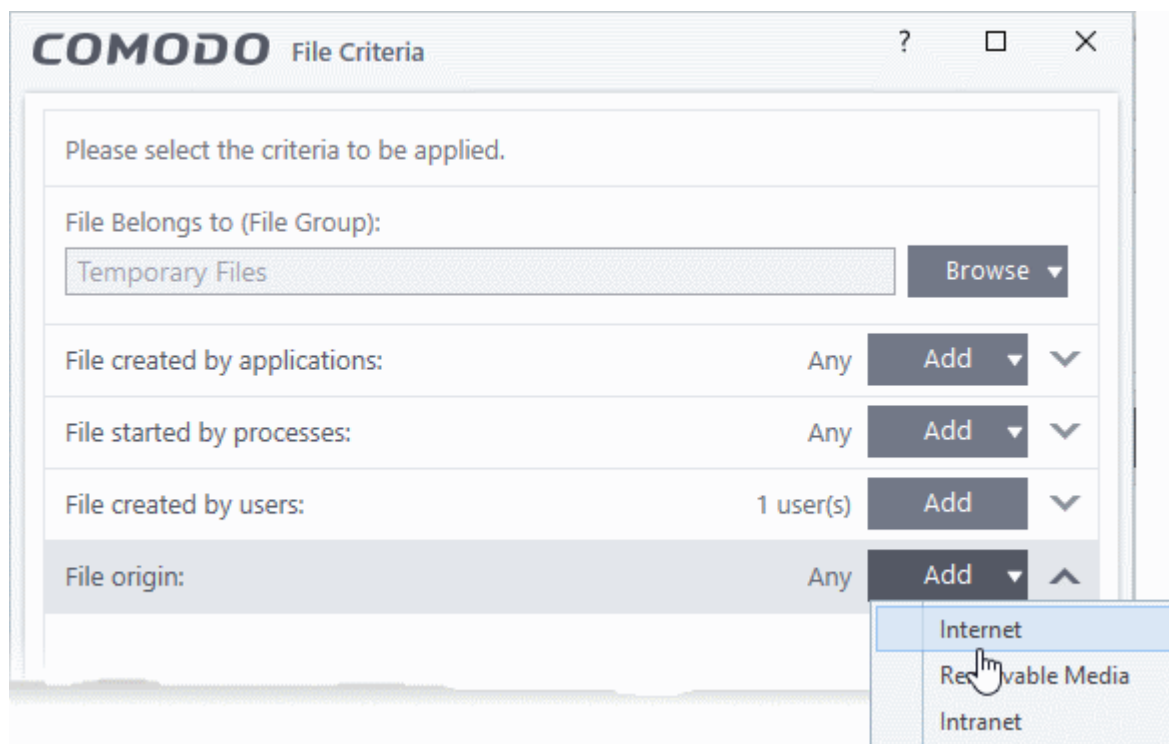 COMODO File Criteria ?
Please select the criteria to be applied.
File Belongs to (File Group):
Temporary Files Browse
File created by applications: Any Add
File started by processes: Any Add
File created by users: 1 user(s) Add
File origin: Any Add
Internet
Removable Media
Intranet